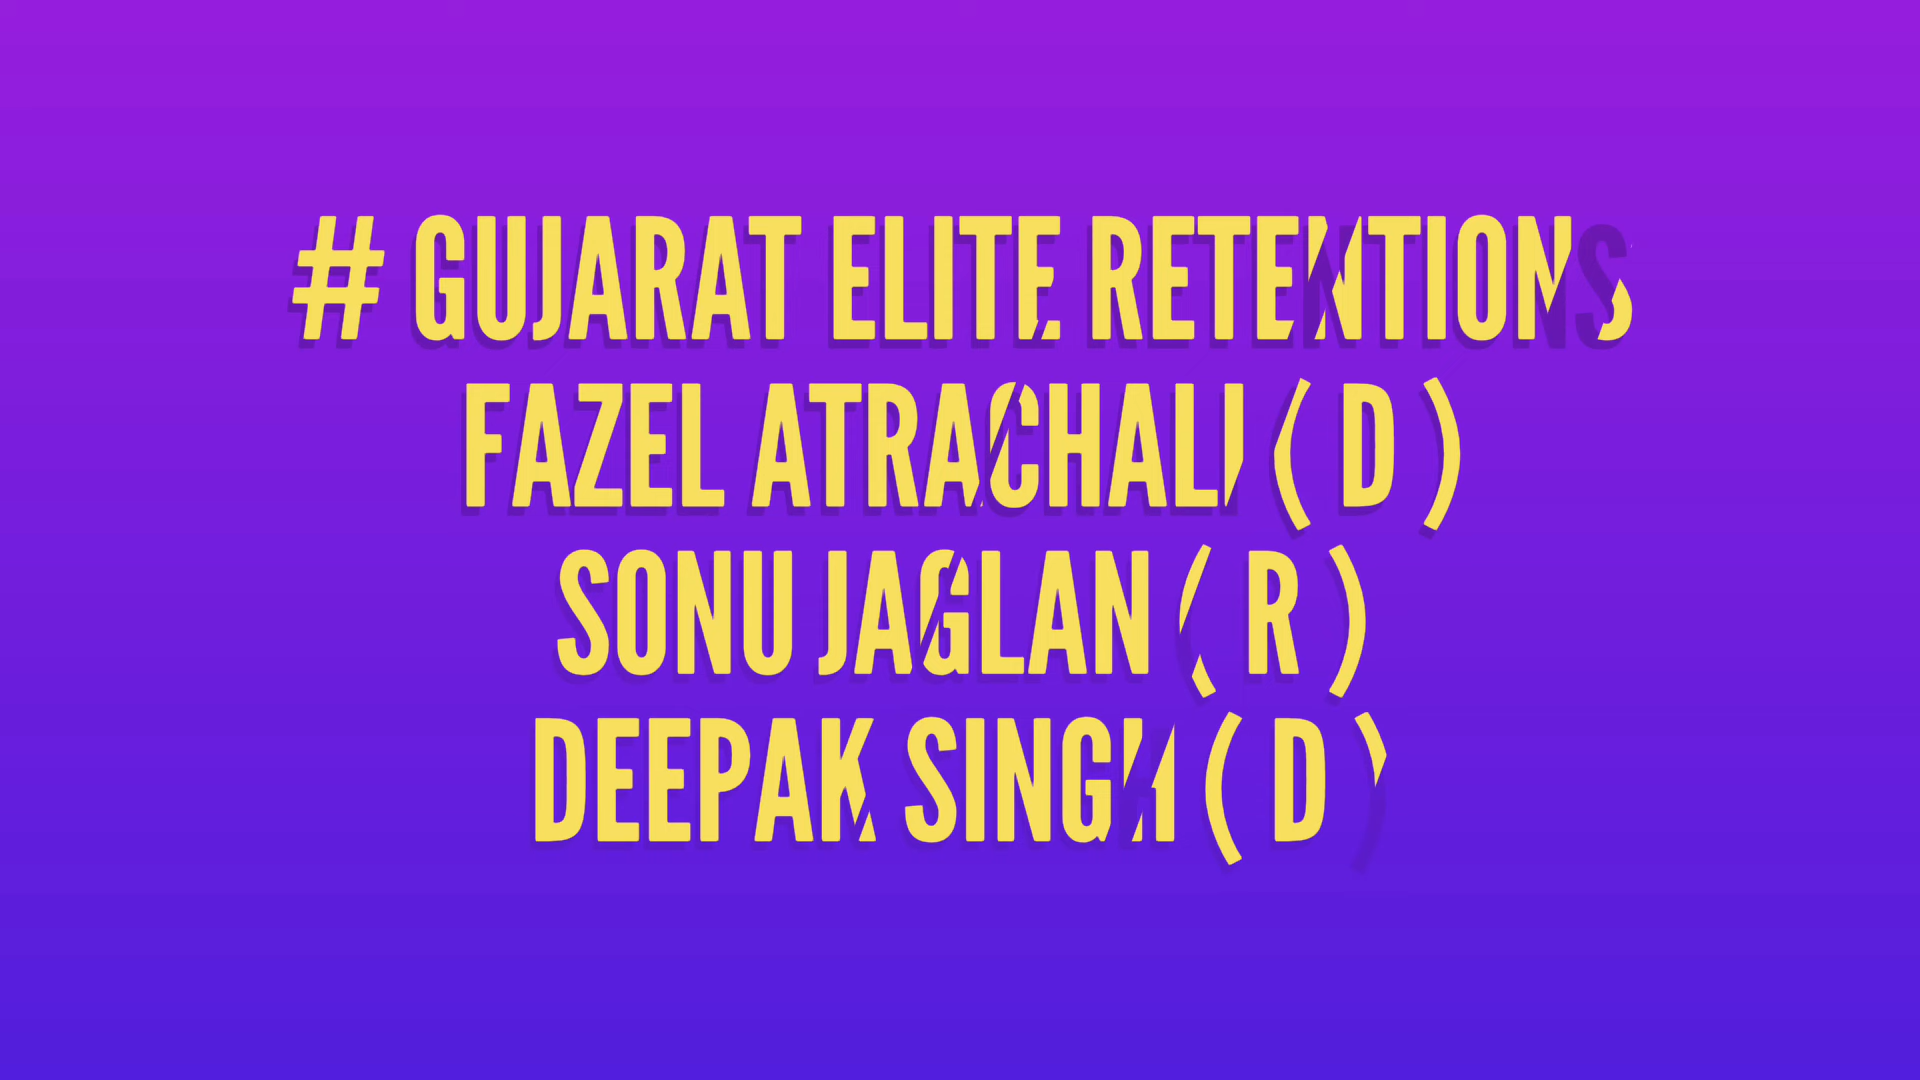 # GUJARAT ELITE RETENTIONS
FAZEL ATRACHALI ( D )
SONU JAGLAN ( R )
DEEPAK SINGH ( D )